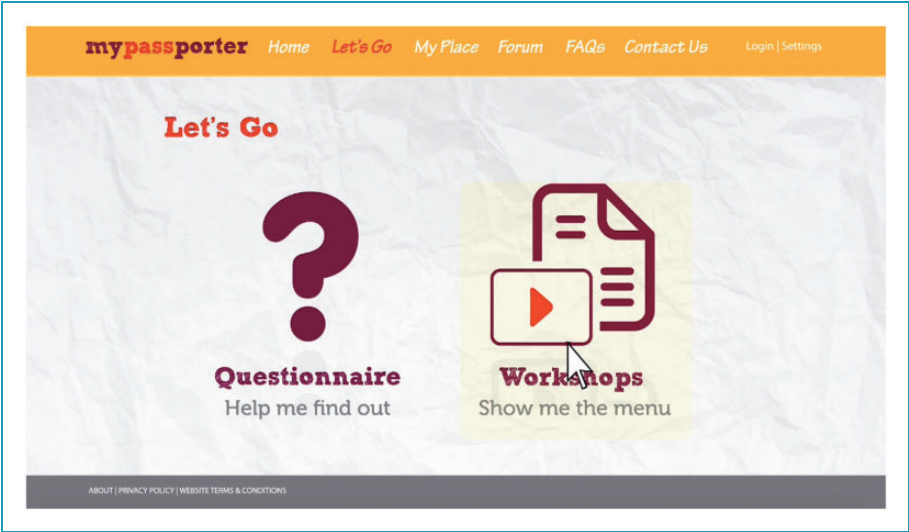 mypassporter Home Let's Go My Place Forum FAQs Contact Us Login | Settings
Let's Go
Questionnaire
Help me find out
Workshops
Show me the menu
ABOUT | PRIVACY POLICY | WEBSITE TERMS & CONDITIONS